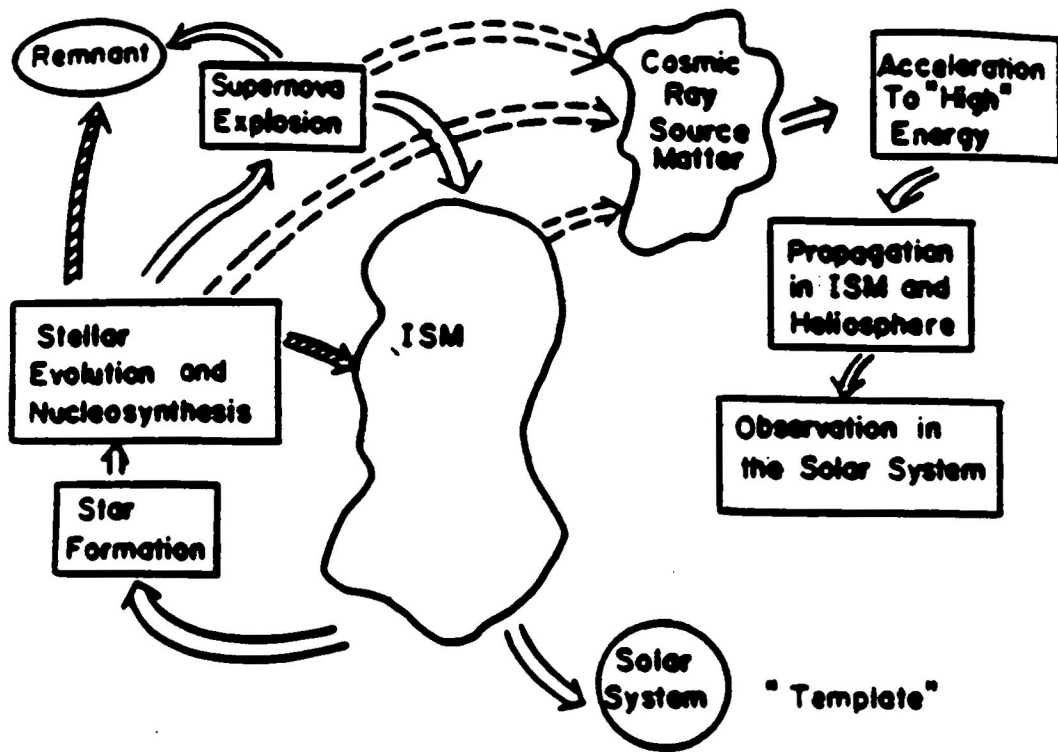 Remnant
Supernova
Explosion
Cosmic
Ray
Source
Matter
Acceleration
To "High"
Energy
Propagation
in ISM and
Heliosphere
Stellar
Evolution and
Nucleosynthesis
ISM
Observation in
the Solar System
Star
Formation
Solar
System
"Template"